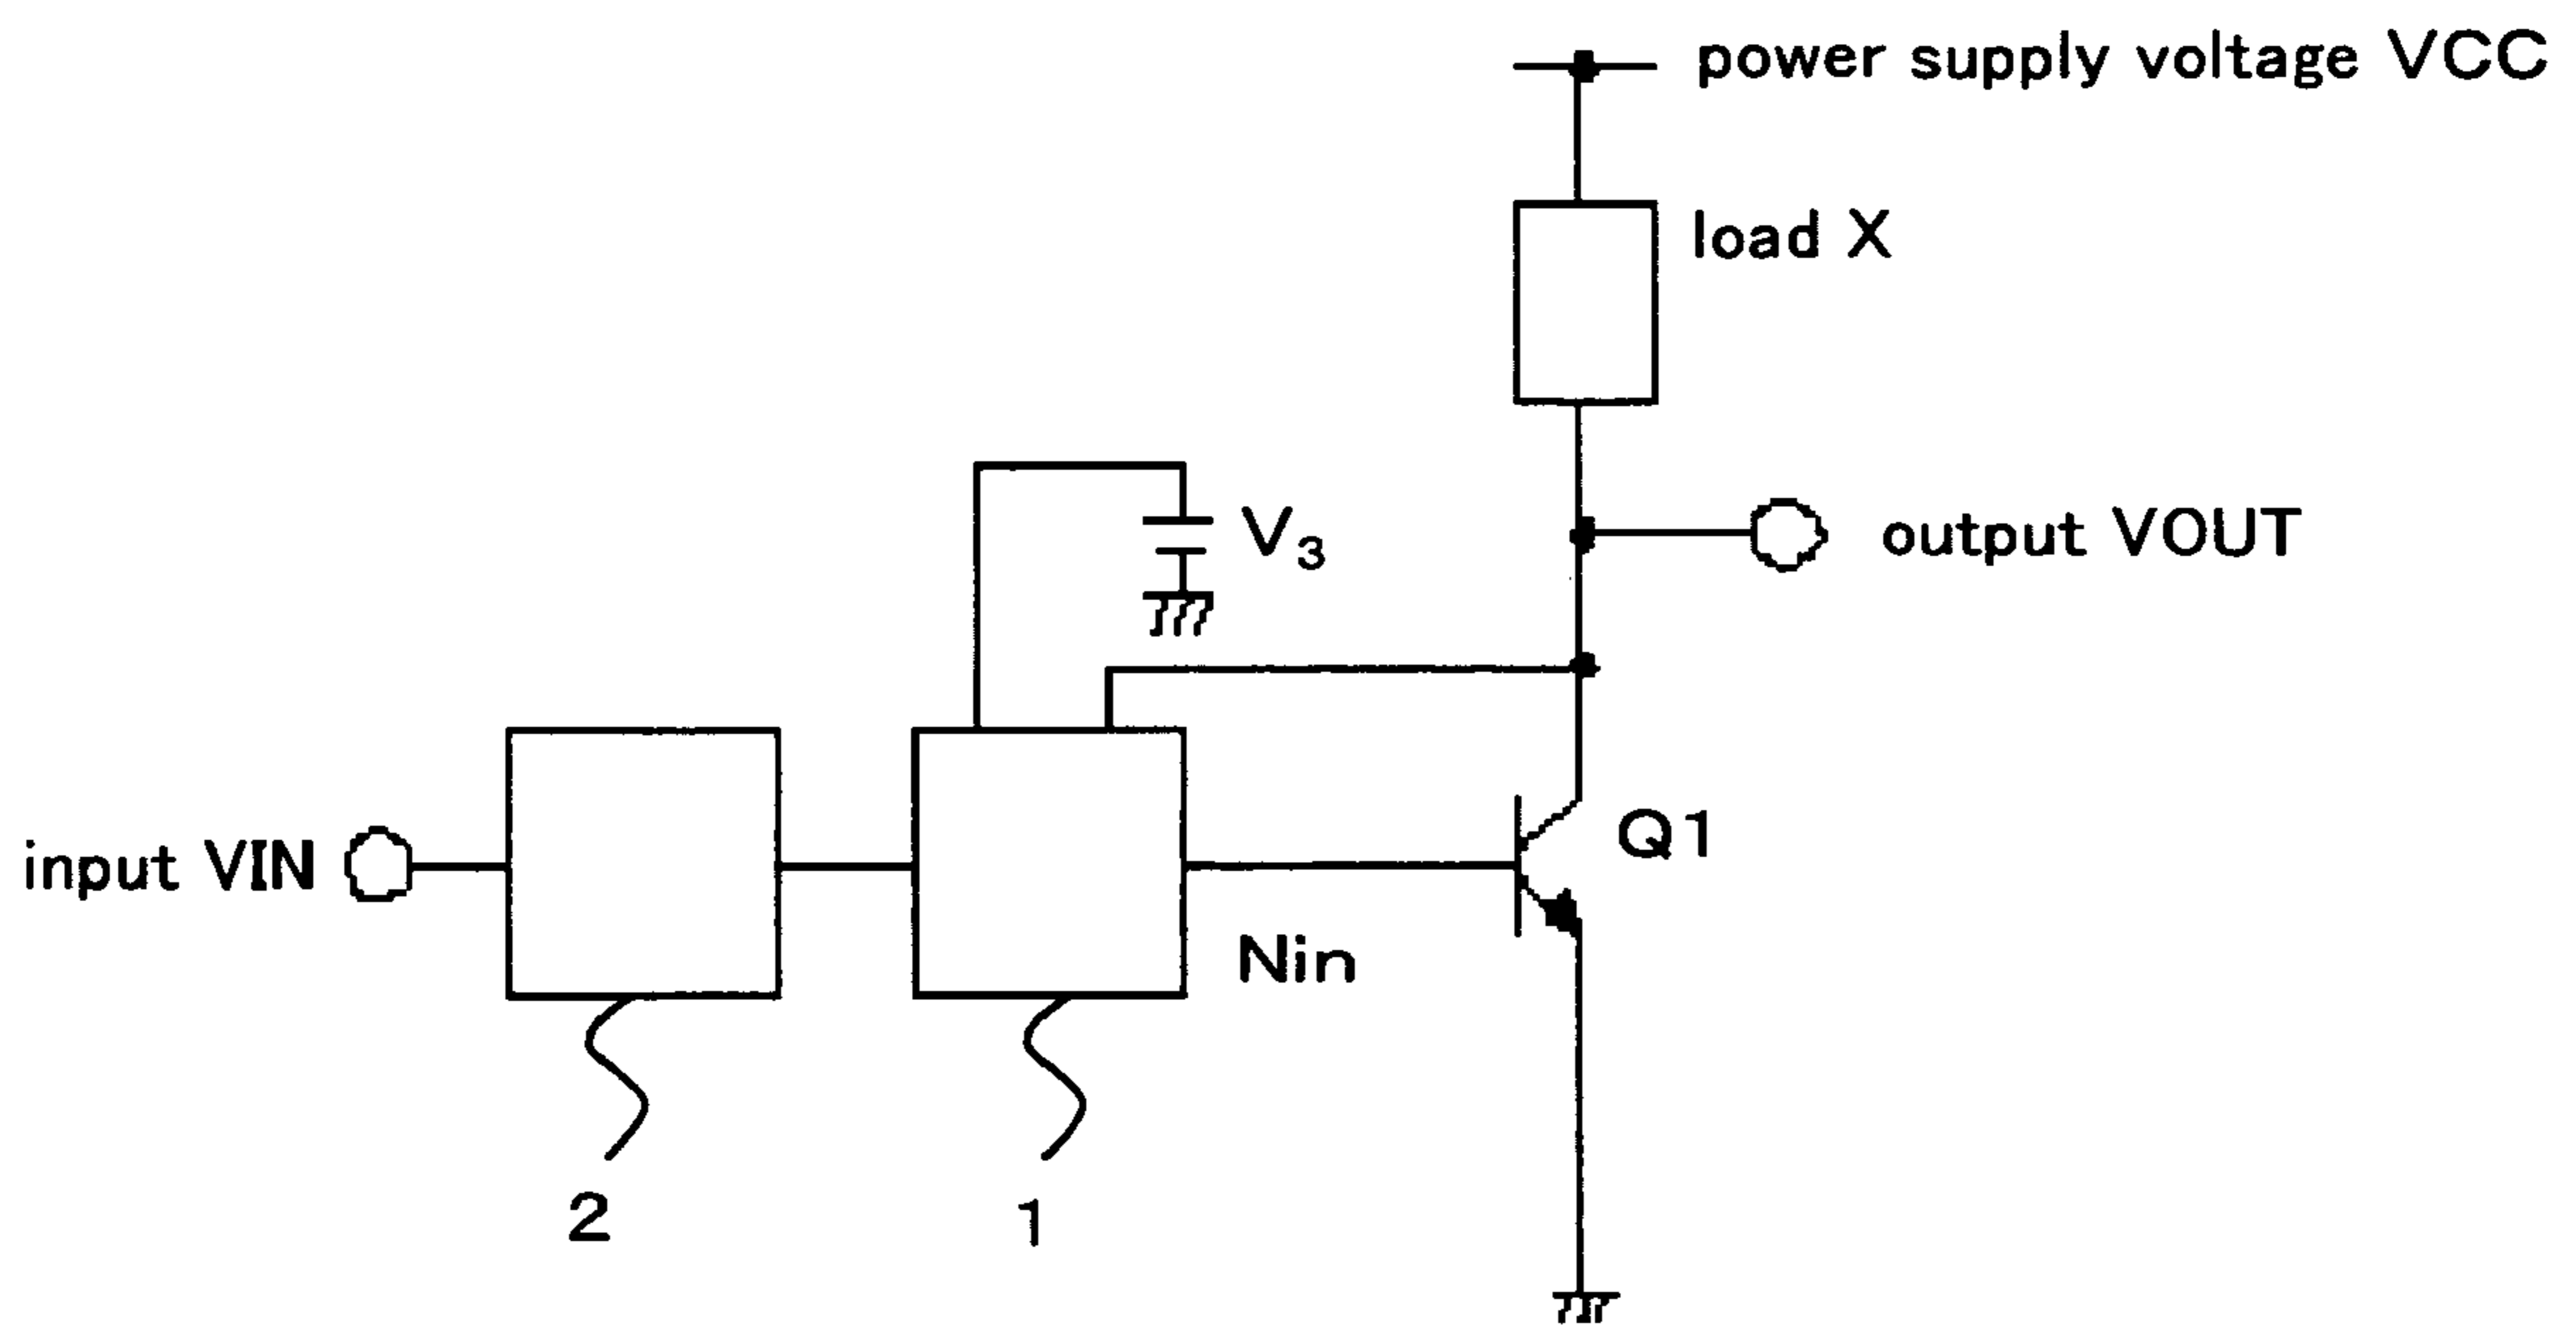 power supply voltage VCC
load X
V₃
output VOUT
input VIN
Q1
Nin
2
1